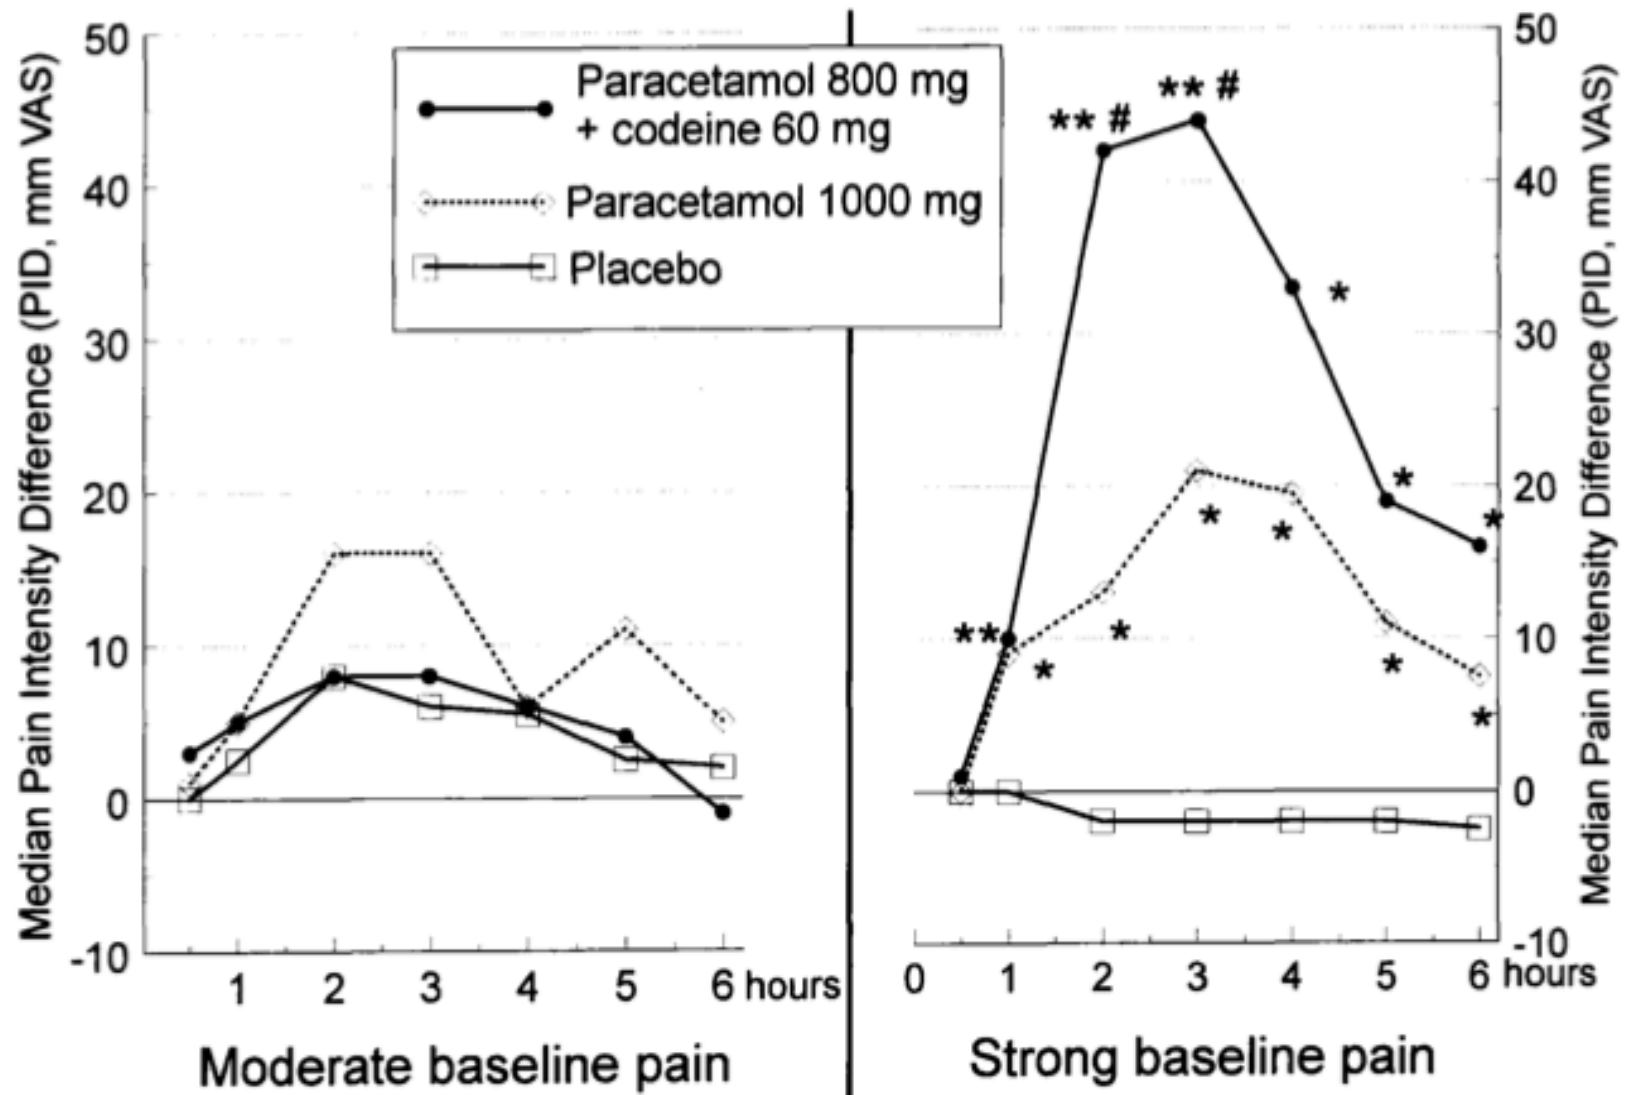 Median Pain Intensity Difference (PID, mm VAS)
50
40
30
20
10
0
-10
1 2 3 4 5 6 hours
Moderate baseline pain
Paracetamol 800 mg
+ codeine 60 mg
Paracetamol 1000 mg
Placebo
** #
** #
*
*
*
**
*
*
*
*
*
*
50
40
30
20
10
0
-10
0 1 2 3 4 5 6 hours
Strong baseline pain
Median Pain Intensity Difference (PID, mm VAS)